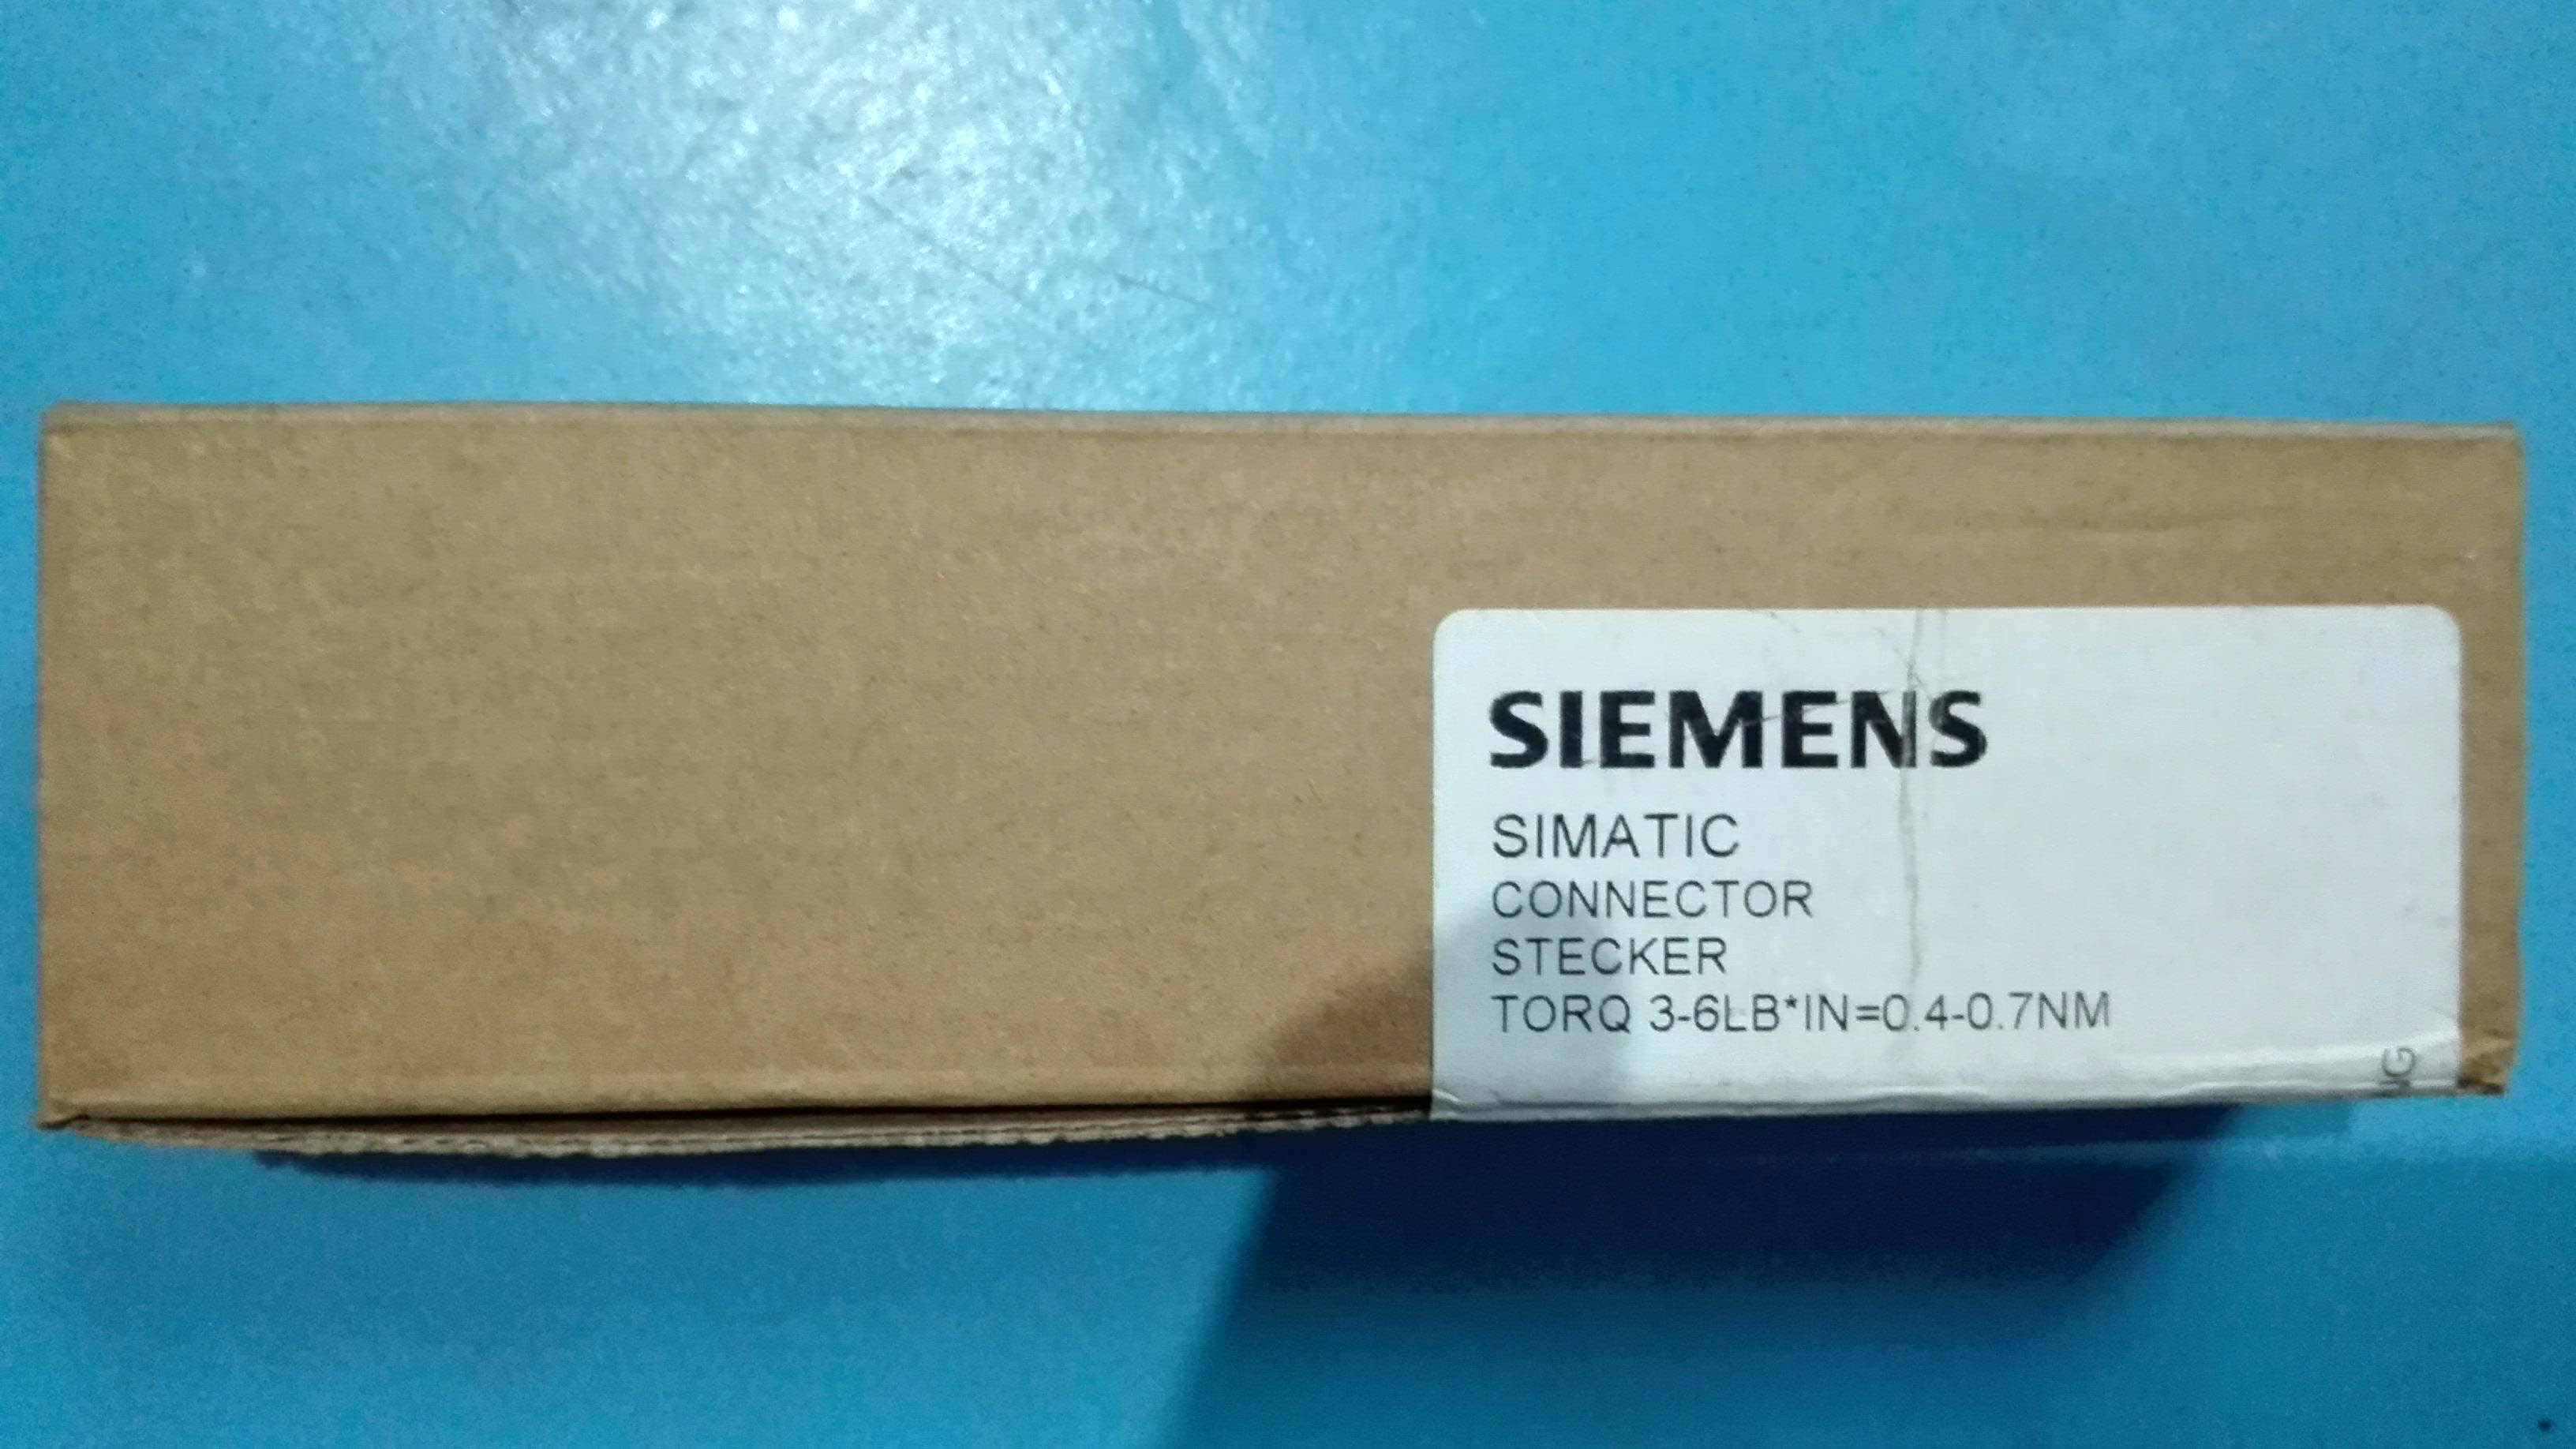 SIEMENS
SIMATIC
CONNECTOR
STECKER
TORQ 3-6LB*IN=0.4-0.7NM